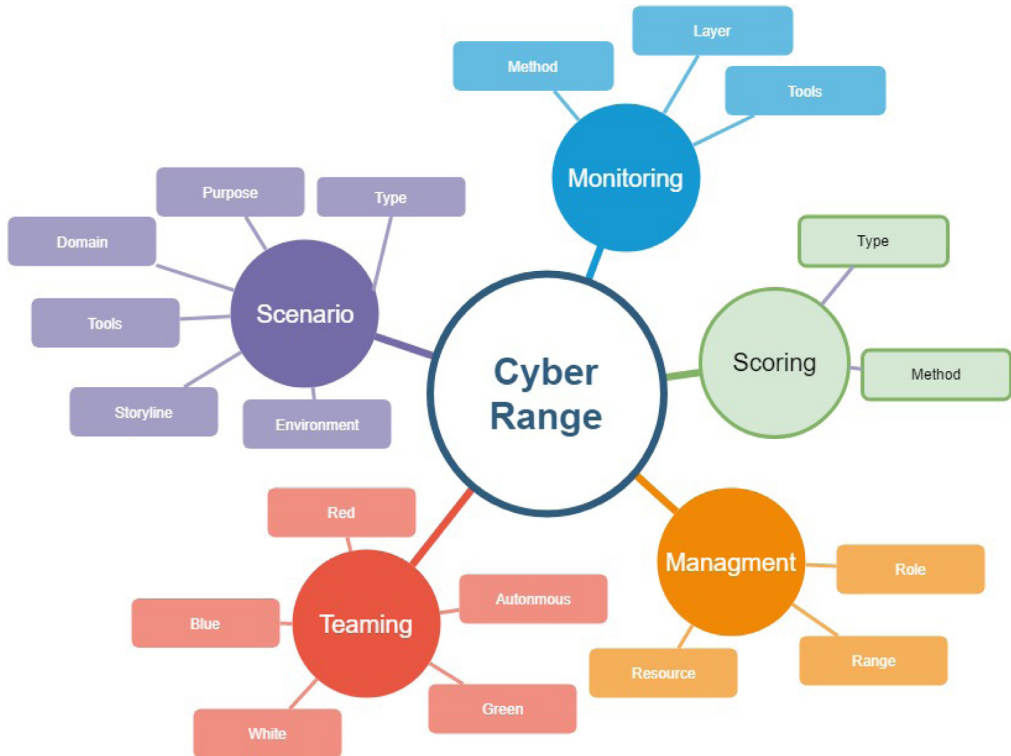 Layer
Method
Tools
Monitoring
Purpose
Type
Domain
Tools
Scenario
Storyline
Environment
Type
Scoring
Method
Cyber
Range
Red
Autonmous
Blue
Teaming
Green
White
Managment
Role
Range
Resource